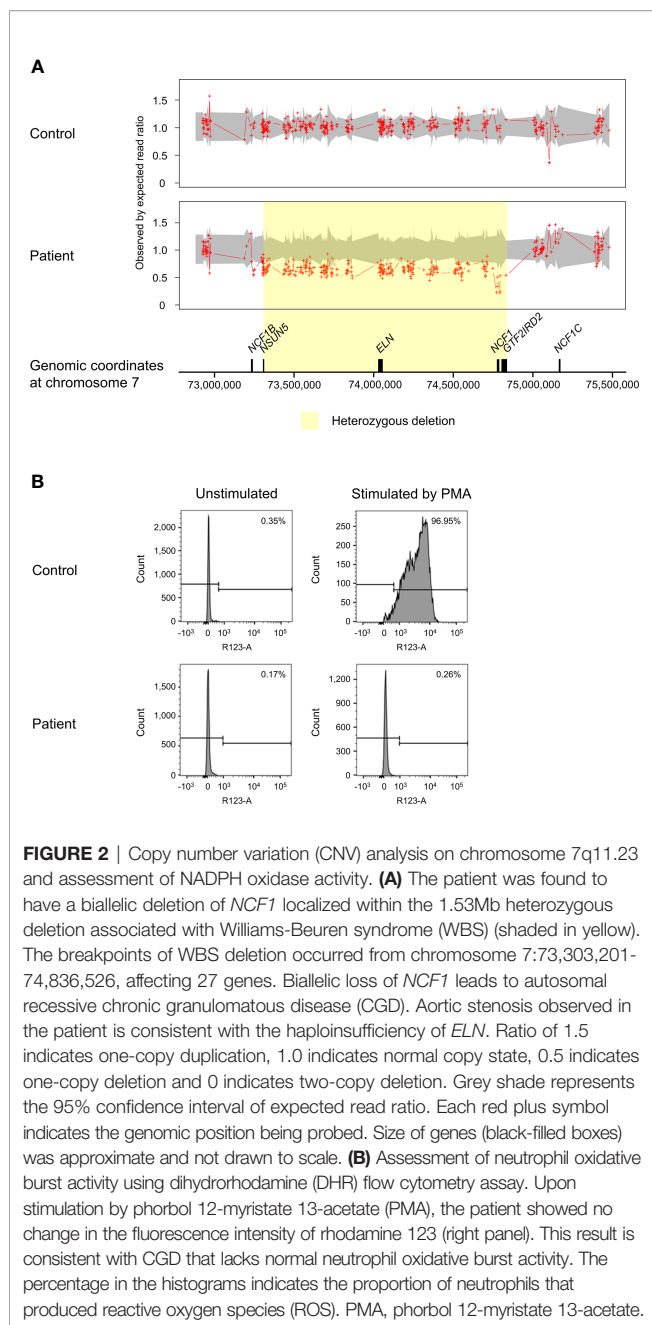 A
Control
Observed by expected read ratio
1.5
1.0
0.5
0
Patient
1.5
1.0
0.5
0
NCF1B
NSUN5
ELN
NCF1
GTF2IRD2
NCF1C
Genomic coordinates
at chromosome 7
73,000,000 73,500,000 74,000,000 74,500,000 75,000,000 75,500,000
Heterozygous deletion
B
Unstimulated Stimulated by PMA
Control
Count
2,000
1,500
1,000
500
0
0.35%
-10³ 0 10³ 10⁴ 10⁵
R123-A
Count
250
200
150
100
50
0
96.95%
-10³ 0 10³ 10⁴ 10⁵
R123-A
Patient
Count
1,500
1,000
500
0
0.17%
-10³ 0 10³ 10⁴ 10⁵
R123-A
Count
1,200
900
600
300
0
0.26%
-10³ 0 10³ 10⁴ 10⁵
R123-A
FIGURE 2 | Copy number variation (CNV) analysis on chromosome 7q11.23
and assessment of NADPH oxidase activity. (A) The patient was found to
have a biallelic deletion of NCF1 localized within the 1.53Mb heterozygous
deletion associated with Williams-Beuren syndrome (WBS) (shaded in yellow).
The breakpoints of WBS deletion occurred from chromosome 7:73,303,201-
74,836,526, affecting 27 genes. Biallelic loss of NCF1 leads to autosomal
recessive chronic granulomatous disease (CGD). Aortic stenosis observed in
the patient is consistent with the haploinsufficiency of ELN. Ratio of 1.5
indicates one-copy duplication, 1.0 indicates normal copy state, 0.5 indicates
one-copy deletion and 0 indicates two-copy deletion. Grey shade represents
the 95% confidence interval of expected read ratio. Each red plus symbol
indicates the genomic position being probed. Size of genes (black-filled boxes)
was approximate and not drawn to scale. (B) Assessment of neutrophil oxidative
burst activity using dihydrorhodamine (DHR) flow cytometry assay. Upon
stimulation by phorbol 12-myristate 13-acetate (PMA), the patient showed no
change in the fluorescence intensity of rhodamine 123 (right panel). This result is
consistent with CGD that lacks normal neutrophil oxidative burst activity. The
percentage in the histograms indicates the proportion of neutrophils that
produced reactive oxygen species (ROS). PMA, phorbol 12-myristate 13-acetate.